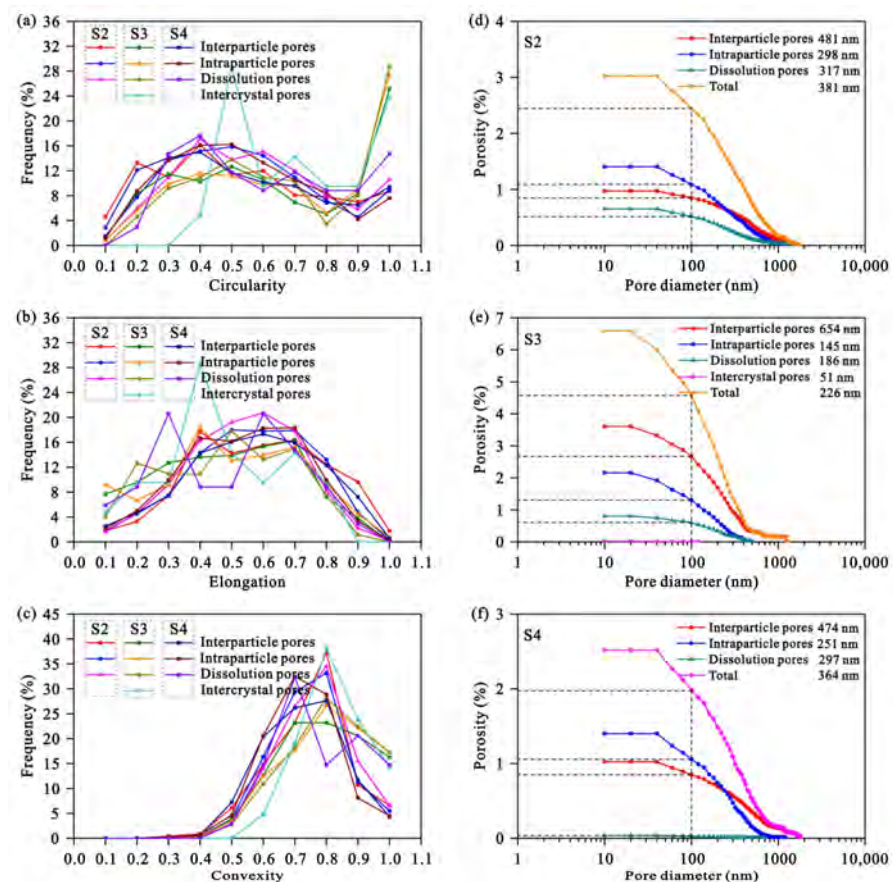 (a)
S2 S3 S4
Interparticle pores
Intraparticle pores
Dissolution pores
Intercrystal pores
Frequency (%)
36
32
28
24
20
16
12
8
4
0
0.0 0.1 0.2 0.3 0.4 0.5 0.6 0.7 0.8 0.9 1.0 1.1
Circularity
(d)
S2
Interparticle pores 481 nm
Intraparticle pores 298 nm
Dissolution pores 317 nm
Total 381 nm
Porosity (%)
4
3
2
1
0
1 10 100 1000 10,000
Pore diameter (nm)
(b)
S2 S3 S4
Interparticle pores
Intraparticle pores
Dissolution pores
Intercrystal pores
Frequency (%)
36
32
28
24
20
16
12
8
4
0
0.0 0.1 0.2 0.3 0.4 0.5 0.6 0.7 0.8 0.9 1.0 1.1
Elongation
(e)
S3
Interparticle pores 654 nm
Intraparticle pores 145 nm
Dissolution pores 186 nm
Intercrystal pores 51 nm
Total 226 nm
Porosity (%)
7
6
5
4
3
2
1
0
1 10 100 1000 10,000
Pore diameter (nm)
(c)
S2 S3 S4
Interparticle pores
Intraparticle pores
Dissolution pores
Intercrystal pores
Frequency (%)
45
40
35
30
25
20
15
10
5
0
0.0 0.1 0.2 0.3 0.4 0.5 0.6 0.7 0.8 0.9 1.0 1.1
Convexity
(f)
S4
Interparticle pores 474 nm
Intraparticle pores 251 nm
Dissolution pores 297 nm
Total 364 nm
Porosity (%)
3
2
1
0
1 10 100 1000 10,000
Pore diameter (nm)